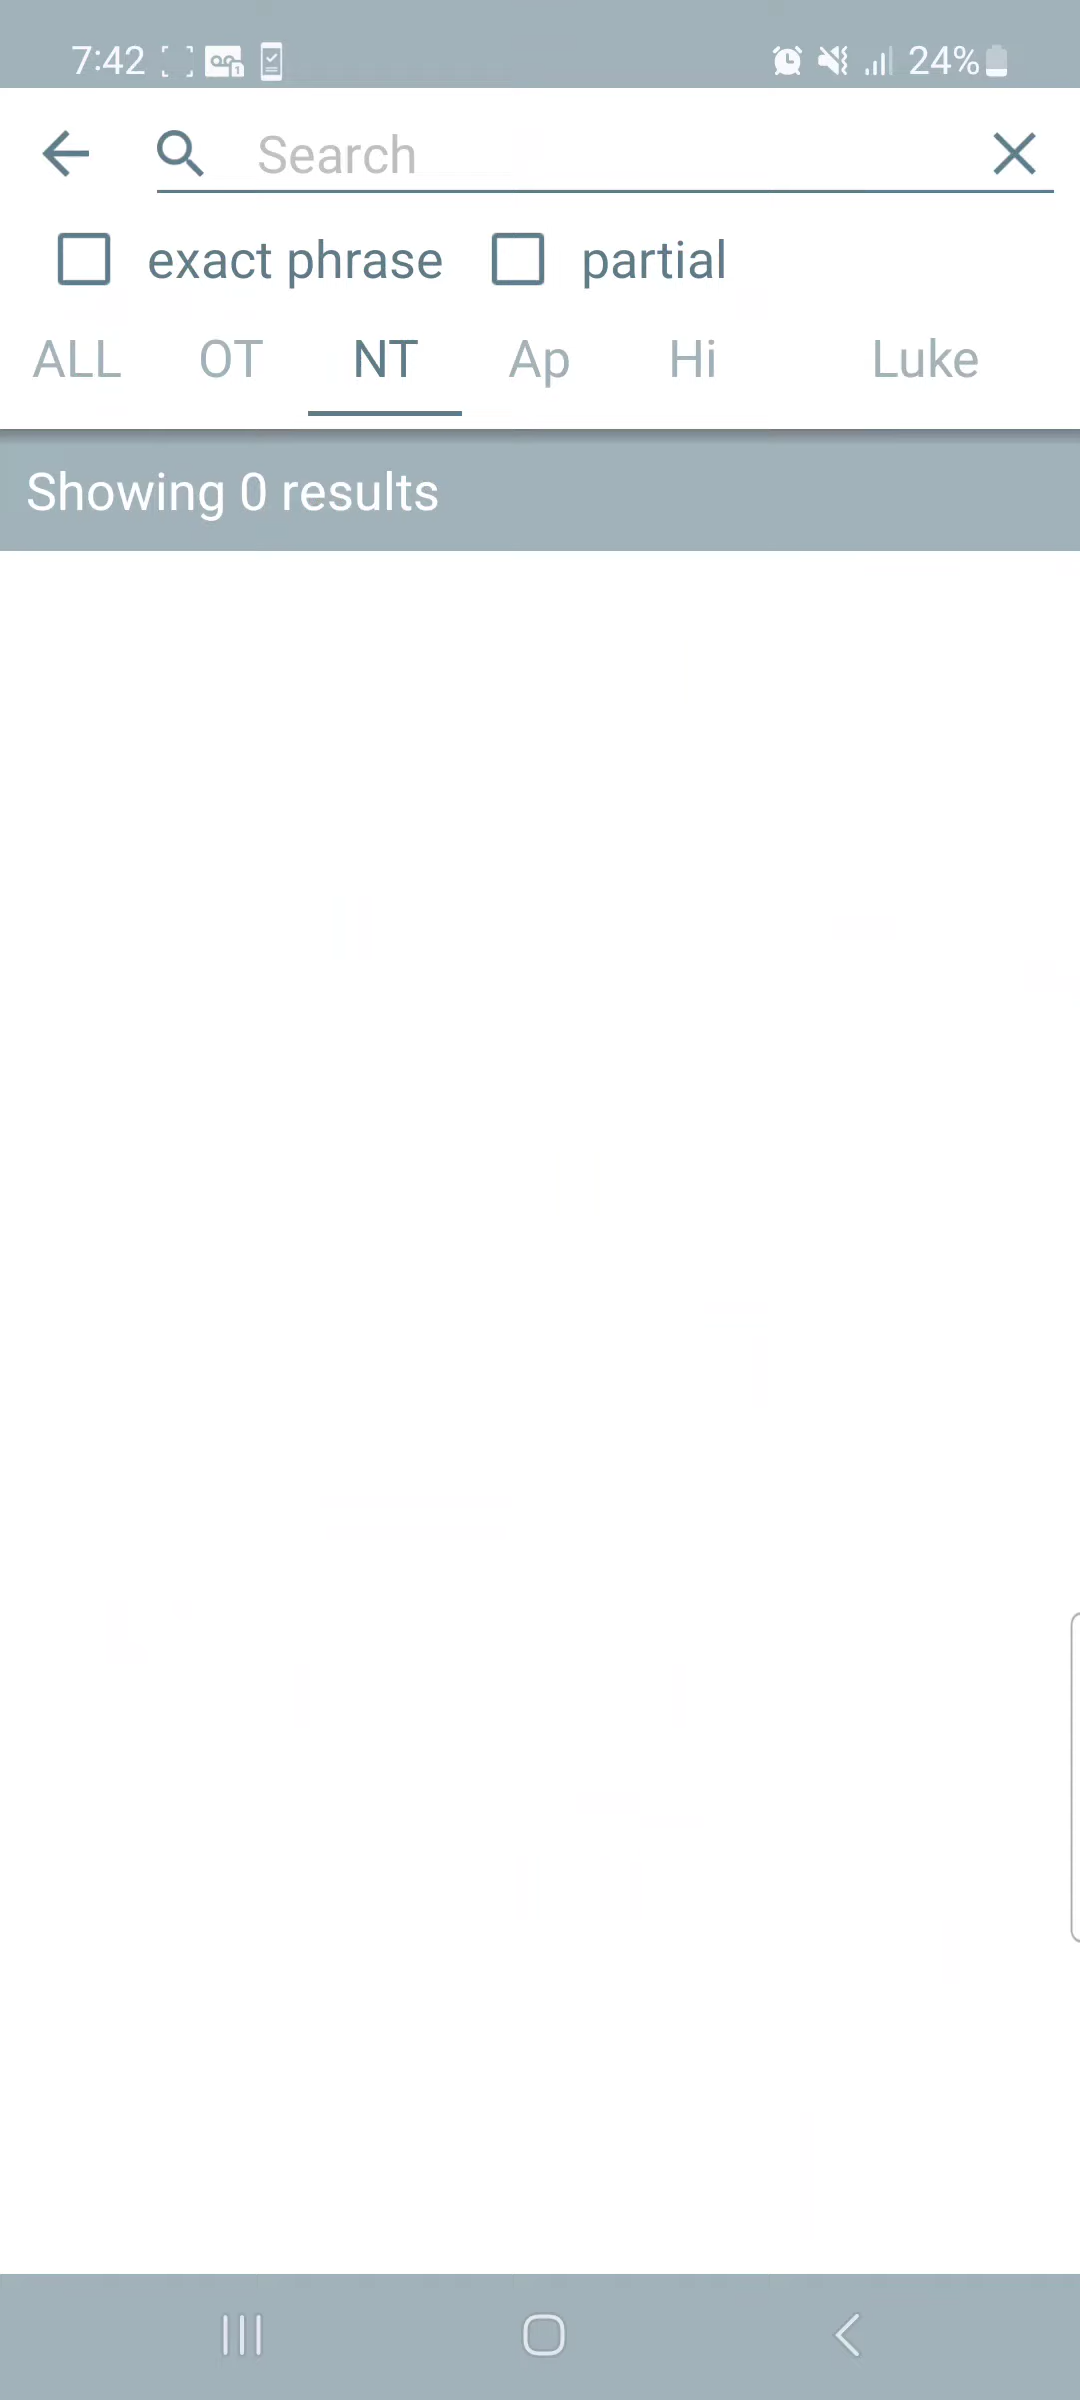 7:42 24%
Search
exact phrase partial
ALL OT NT Ap Hi Luke
Showing 0 results